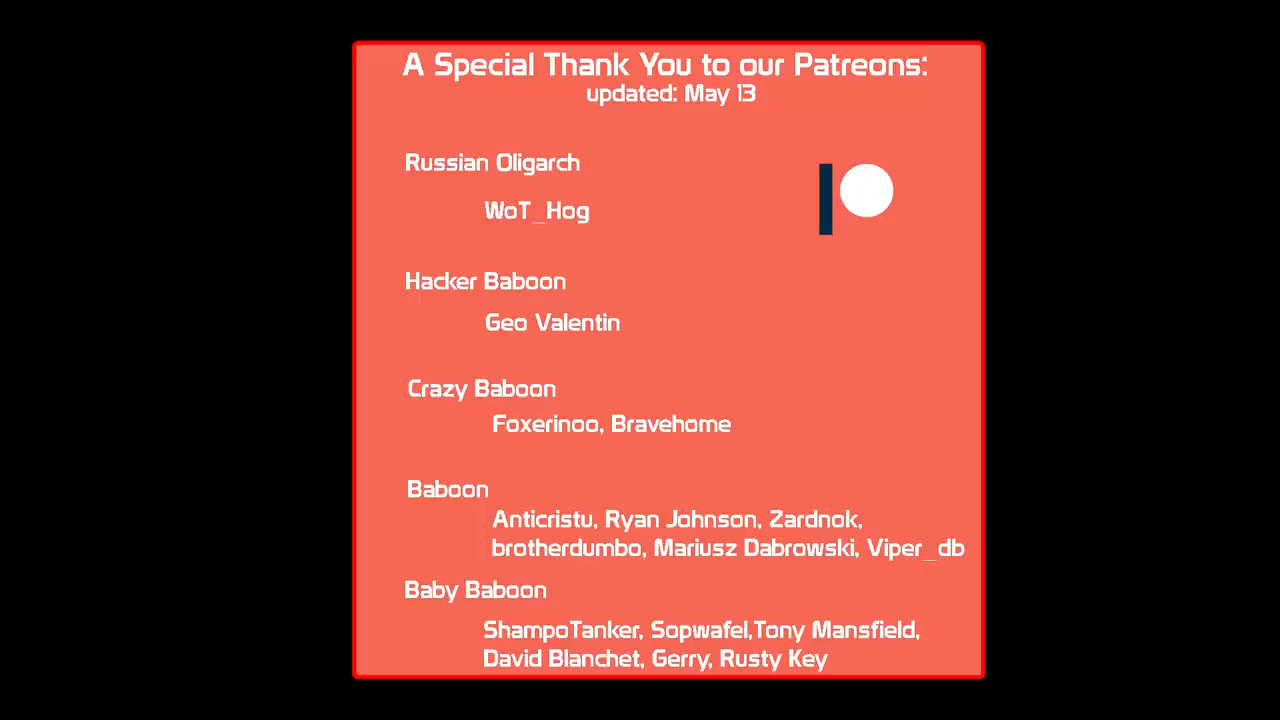 A Special Thank You to our Patreons:
updated: May 13
Russian Oligarch
WoT_Hog
Hacker Baboon
Geo Valentin
Crazy Baboon
Foxerinoo, Bravehome
Baboon
Anticristu, Ryan Johnson, Zardnok,
brotherdumbo, Mariusz Dabrowski, Viper_db
Baby Baboon
ShampoTanker, Sopwafel,Tony Mansfield,
David Blanchet, Gerry, Rusty Key